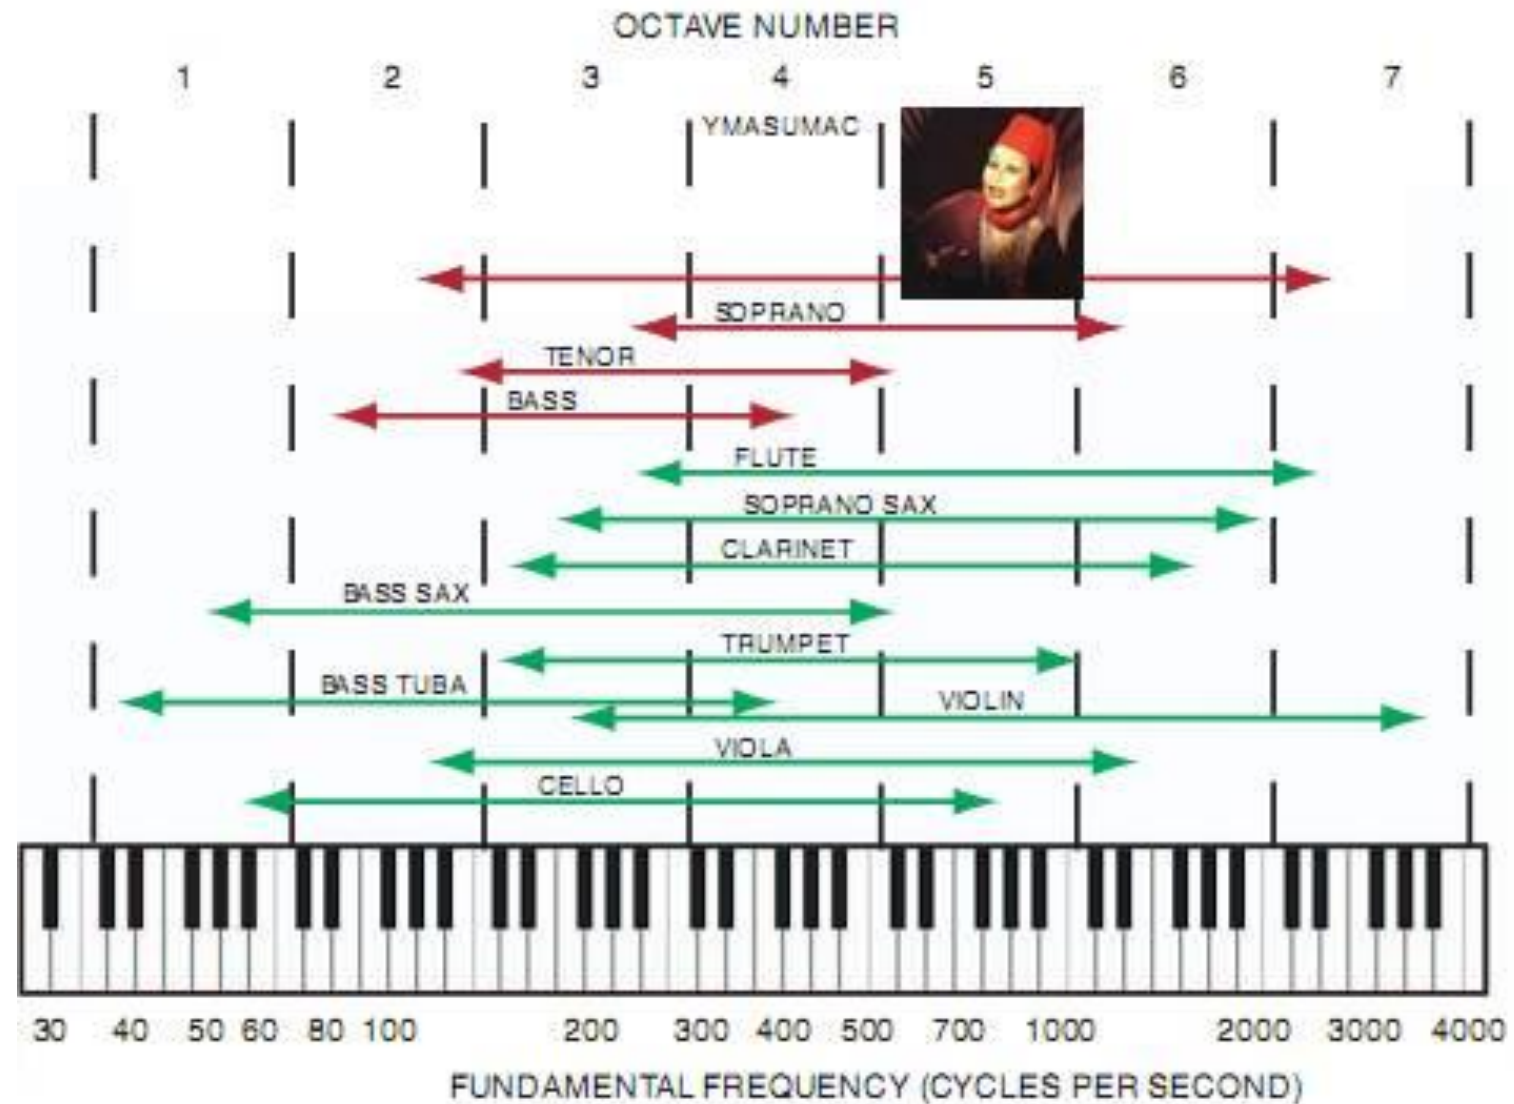 OCTAVE NUMBER
1 2 3 4 5 6 7
YMASUMAC
SOPRANO
TENOR
BASS
FLUTE
SOPRANO SAX
CLARINET
BASS SAX
TRUMPET
BASS TUBA
VIOLIN
VIOLA
CELLO
30 40 50 60 80 100 200 300 400 500 700 1000 2000 3000 4000
FUNDAMENTAL FREQUENCY (CYCLES PER SECOND)